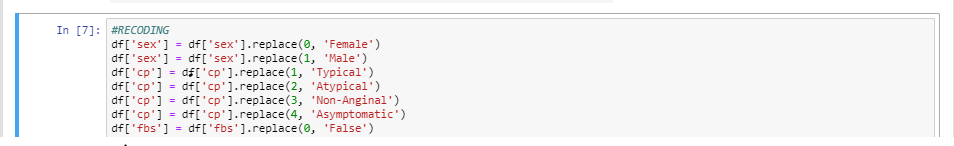 In [7]: #RECODING
df['sex'] = df['sex'].replace(0, 'Female')
df['sex'] = df['sex'].replace(1, 'Male')
df['cp'] = df['cp'].replace(1, 'Typical')
df['cp'] = df['cp'].replace(2, 'Atypical')
df['cp'] = df['cp'].replace(3, 'Non-Anginal')
df['cp'] = df['cp'].replace(4, 'Asymptomatic')
df['fbs'] = df['fbs'].replace(0, 'False')